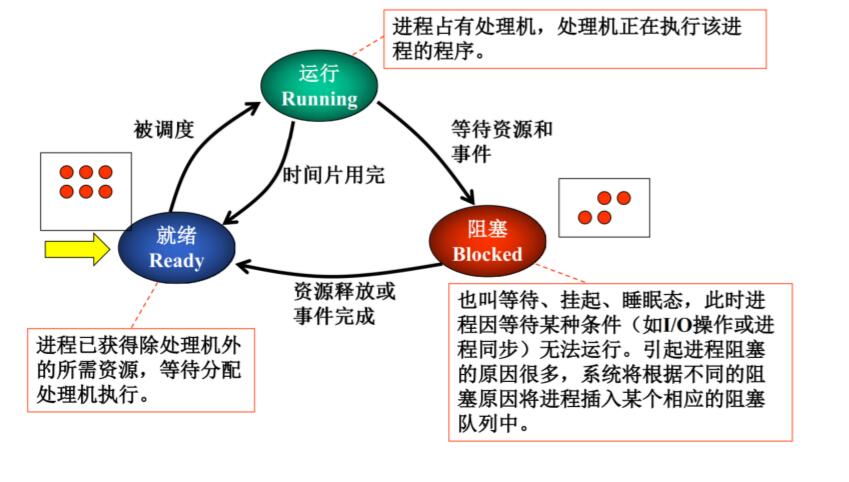 进程占有处理机，处理机正在执行该进
程的程序。
运行
Running
被调度
等待资源和
事件
时间片用完
就绪
Ready
阻塞
Blocked
资源释放或
事件完成
进程已获得除处理机外
的所需资源，等待分配
处理机执行。
也叫等待、挂起、睡眠态，此时进
程因等待某种条件（如I/O操作或进
程同步）无法运行。引起进程阻塞
的原因很多，系统将根据不同的阻
塞原因将进程插入某个相应的阻塞
队列中。